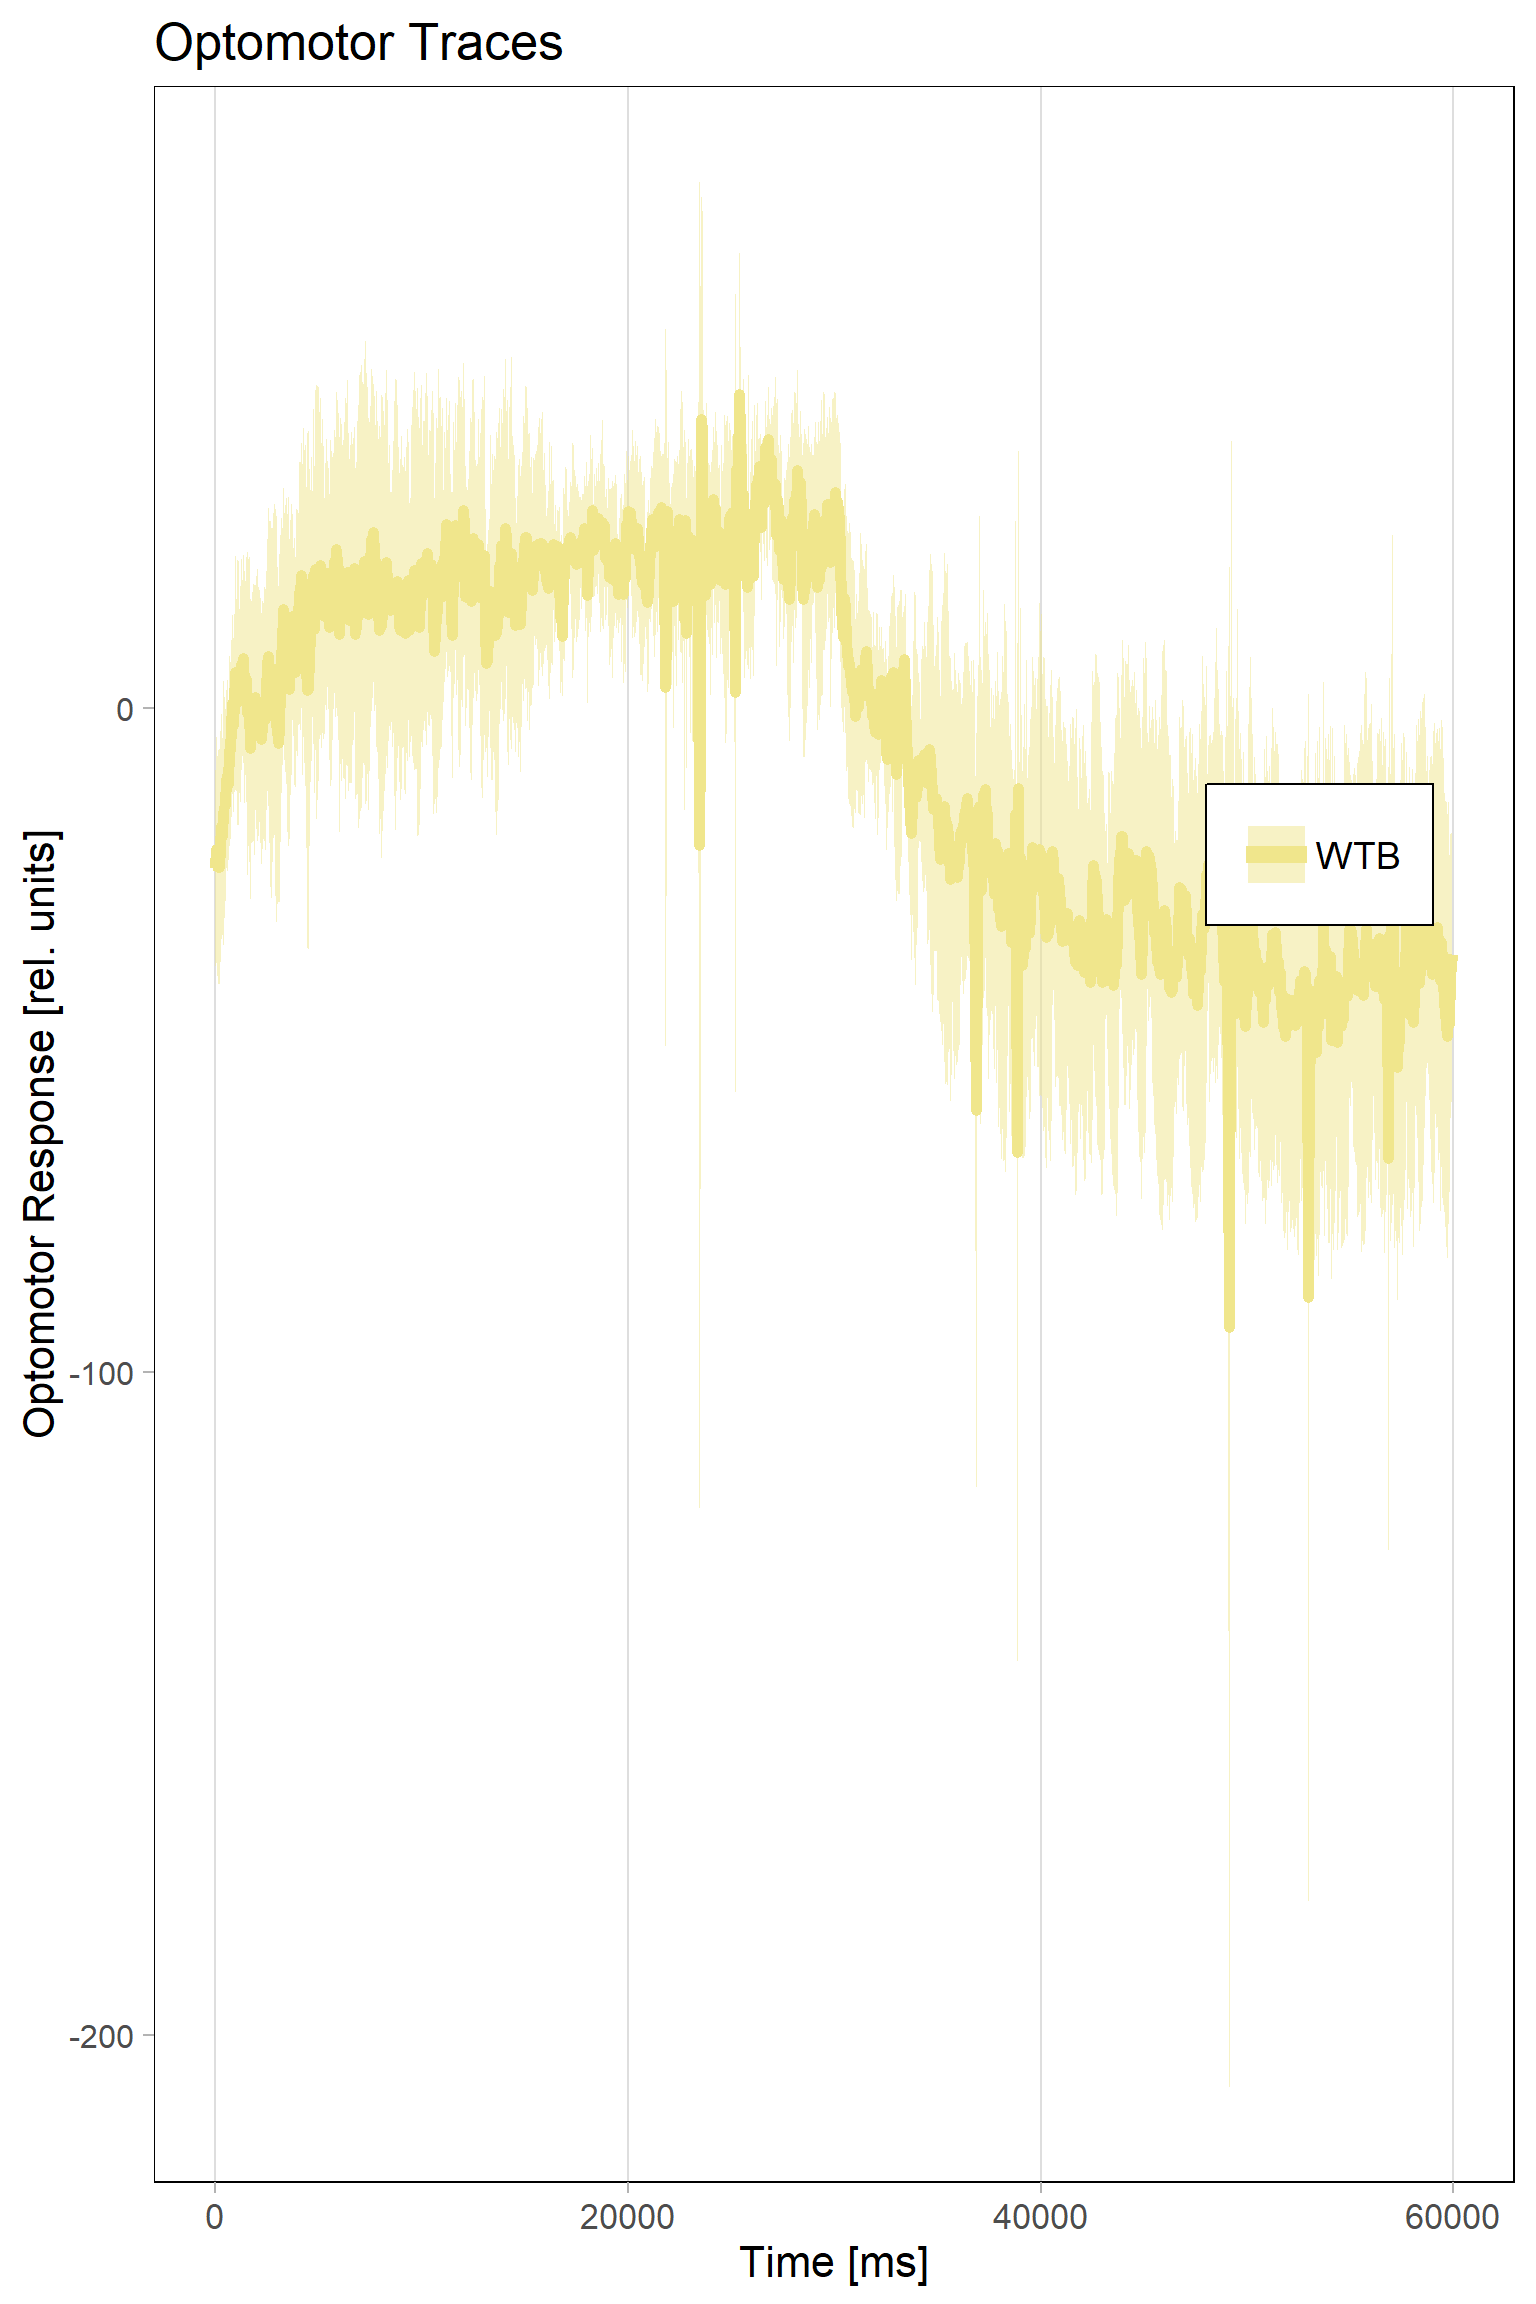 Optomotor Traces
Optomotor Response [rel. units]
0
-100
-200
WTB
0 20000 40000 60000
Time [ms]